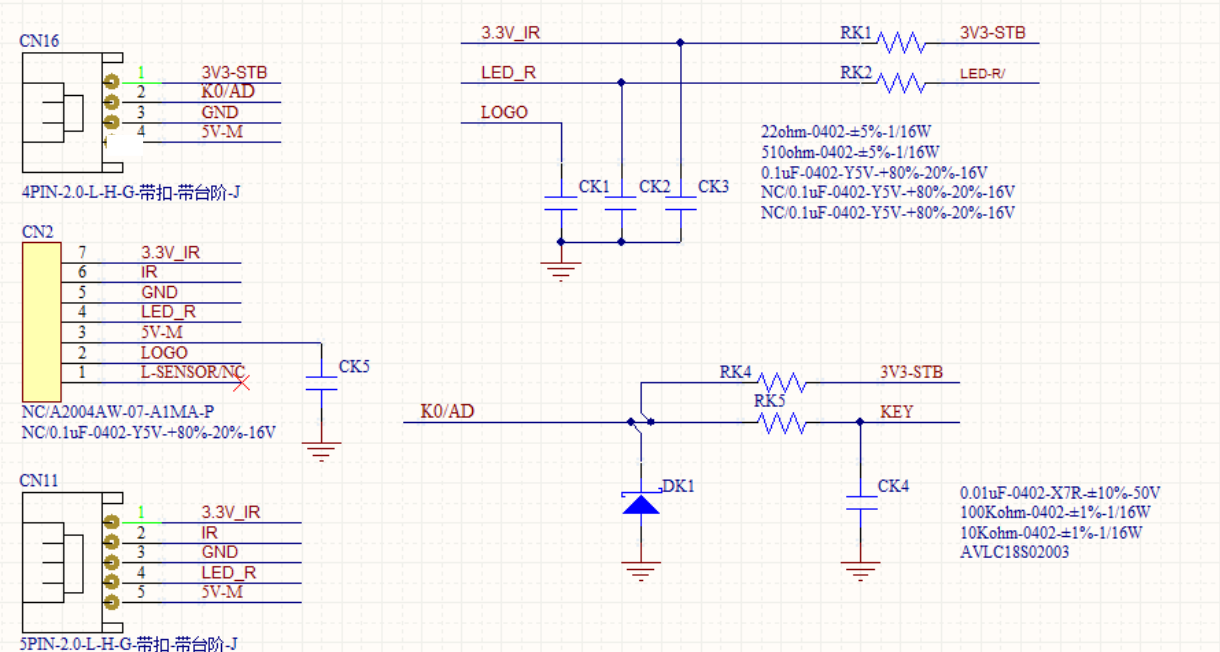 CN16
1 3V3-STB
2 K0/AD
3 GND
4 5V-M
4PIN-2.0-L-H-G-带扣-带台阶-J
CN2
7 3.3V_IR
6 IR
5 GND
4 LED_R
3 5V-M
2 LOGO
1 L-SENSOR/NC
CK5
NC/A2004AW-07-A1MA-P
NC/0.1uF-0402-Y5V-+80%-20%-16V
CN11
1 3.3V_IR
2 IR
3 GND
4 LED_R
5 5V-M
5PIN-2.0-L-H-G-带扣-带台阶-J
3.3V_IR RK1 3V3-STB
LED_R RK2 LED-R/
LOGO
CK1 CK2 CK3
22ohm-0402-±5%-1/16W
510ohm-0402-±5%-1/16W
0.1uF-0402-Y5V-+80%-20%-16V
NC/0.1uF-0402-Y5V-+80%-20%-16V
NC/0.1uF-0402-Y5V-+80%-20%-16V
RK4 3V3-STB
K0/AD RK5 KEY
DK1 CK4
0.01uF-0402-X7R-±10%-50V
100Kohm-0402-±1%-1/16W
10Kohm-0402-±1%-1/16W
AVLC18S02003